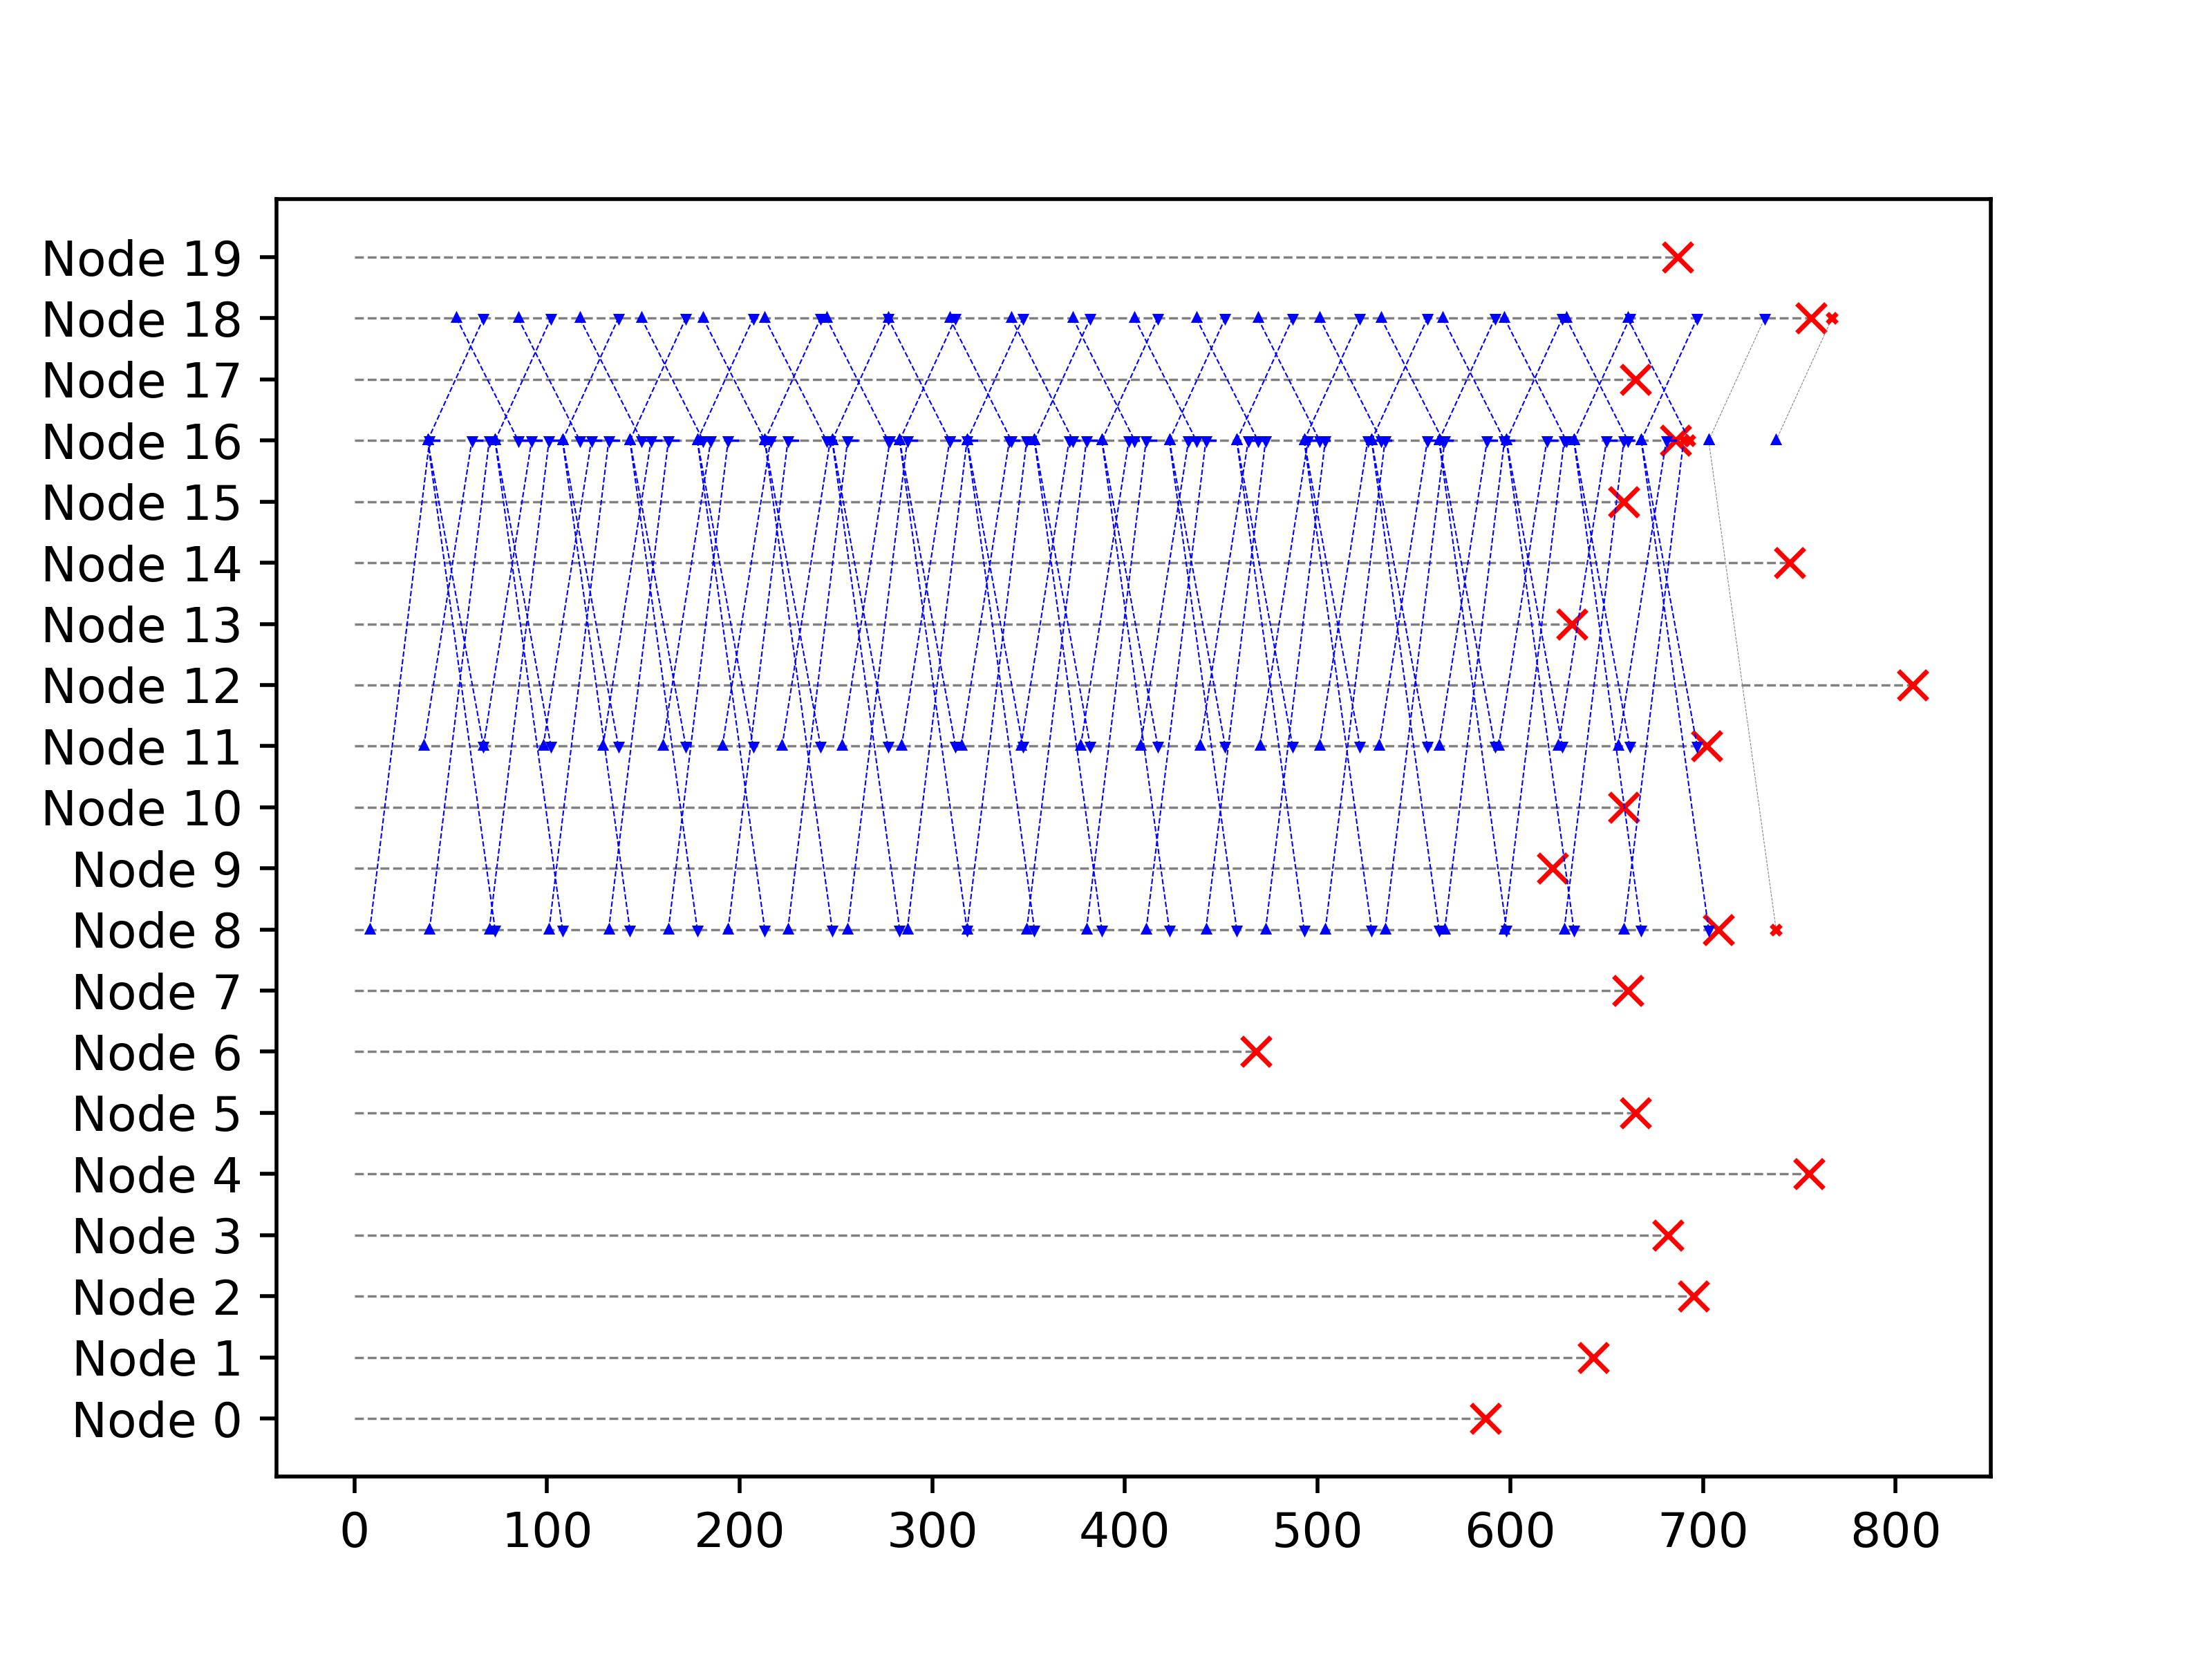 Node 19
Node 18
Node 17
Node 16
Node 15
Node 14
Node 13
Node 12
Node 11
Node 10
Node 9
Node 8
Node 7
Node 6
Node 5
Node 4
Node 3
Node 2
Node 1
Node 0
0 100 200 300 400 500 600 700 800